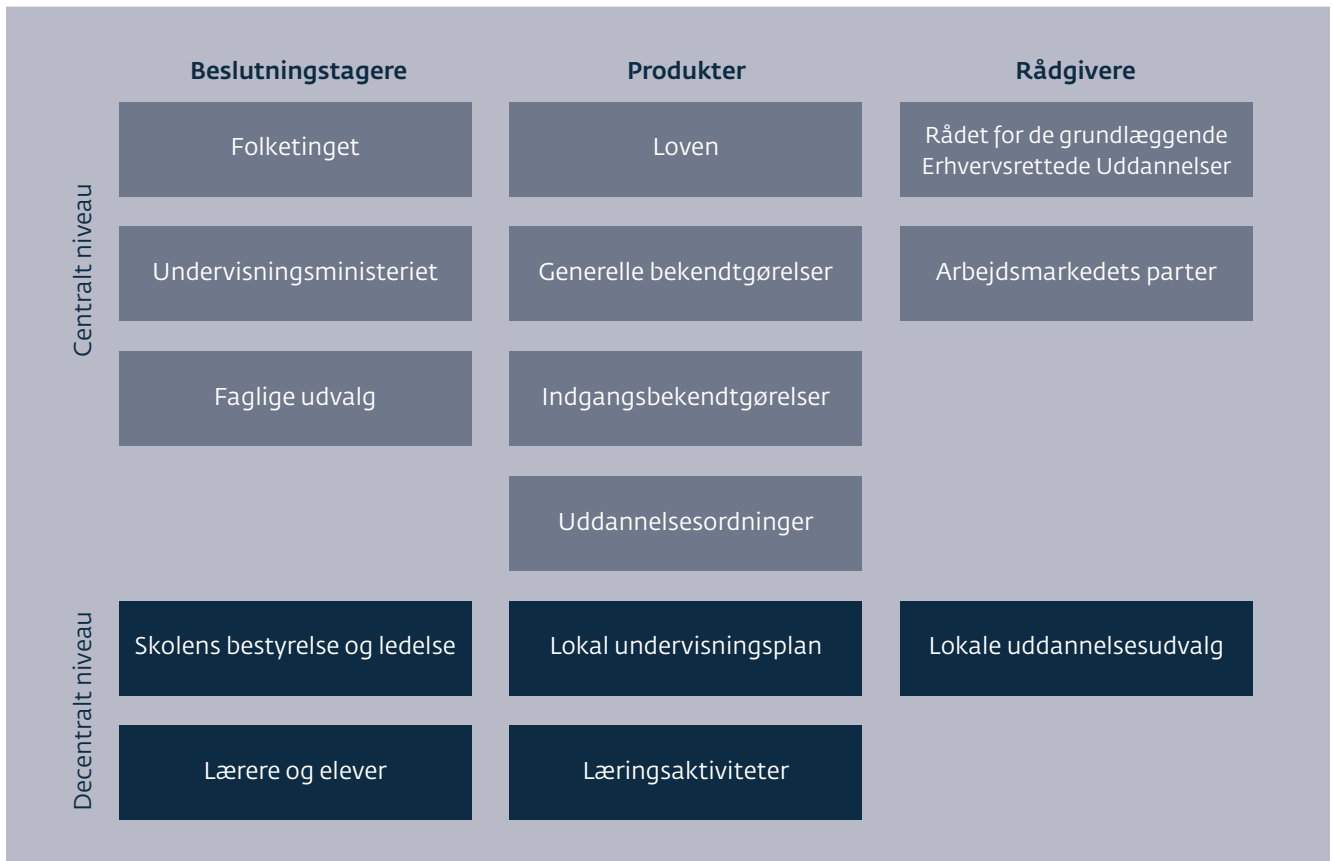 Beslutningstagere
Produkter
Rådgivere
Centralt niveau
Folketinget
Loven
Rådet for de grundlæggende
Erhvervsrettede Uddannelser
Undervisningsministeriet
Generelle bekendtgørelser
Arbejdsmarkedets parter
Faglige udvalg
Indgangsbekendtgørelser
Uddannelsesordninger
Decentralt niveau
Skolens bestyrelse og ledelse
Lokal undervisningsplan
Lokale uddannelsesudvalg
Lærere og elever
Læringsaktiviteter